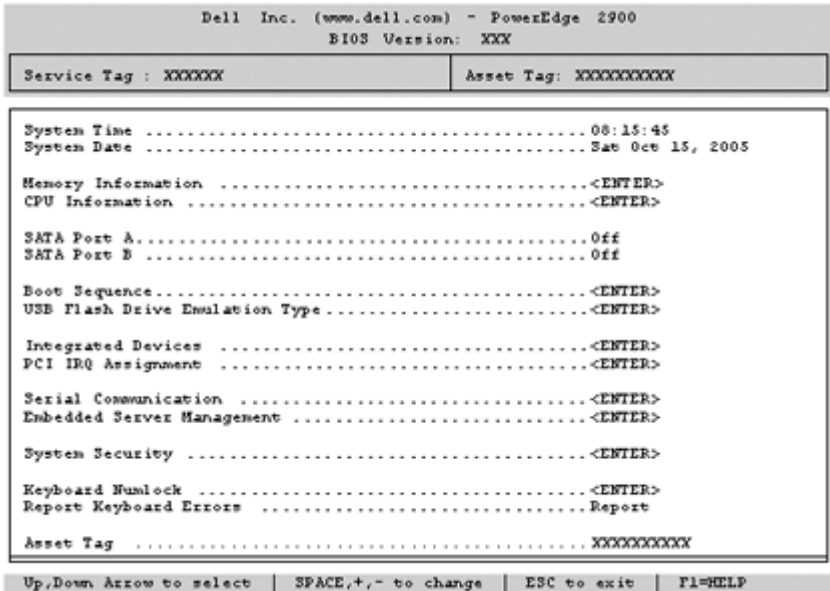 Dell Inc. (www.dell.com) - PowerEdge 2900
BIOS Version: XXX
Service Tag : XXXXXX Asset Tag: XXXXXXXXXX
System Time ........................................... 08:15:45
System Date ........................................... Sat Oct 15, 2005
Memory Information .................................... <ENTER>
CPU Information ....................................... <ENTER>
SATA Port A............................................ Off
SATA Port B ........................................... Off
Boot Sequence.......................................... <ENTER>
USB Flash Drive Emulation Type......................... <ENTER>
Integrated Devices .................................... <ENTER>
PCI IRQ Assignment .................................... <ENTER>
Serial Communication .................................. <ENTER>
Embedded Server Management ............................ <ENTER>
System Security ....................................... <ENTER>
Keyboard Numlock ...................................... <ENTER>
Report Keyboard Errors ................................ Report
Asset Tag ............................................. XXXXXXXXXX
Up,Down Arrow to select | SPACE,+,- to change | ESC to exit | F1=HELP